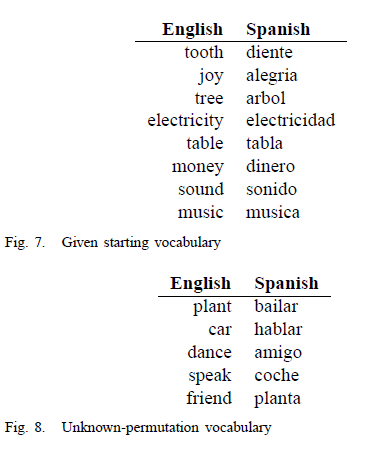 English Spanish
tooth diente
joy alegria
tree arbol
electricity electricidad
table tabla
money dinero
sound sonido
music musica
Fig. 7. Given starting vocabulary
English Spanish
plant bailar
car hablar
dance amigo
speak coche
friend planta
Fig. 8. Unknown-permutation vocabulary